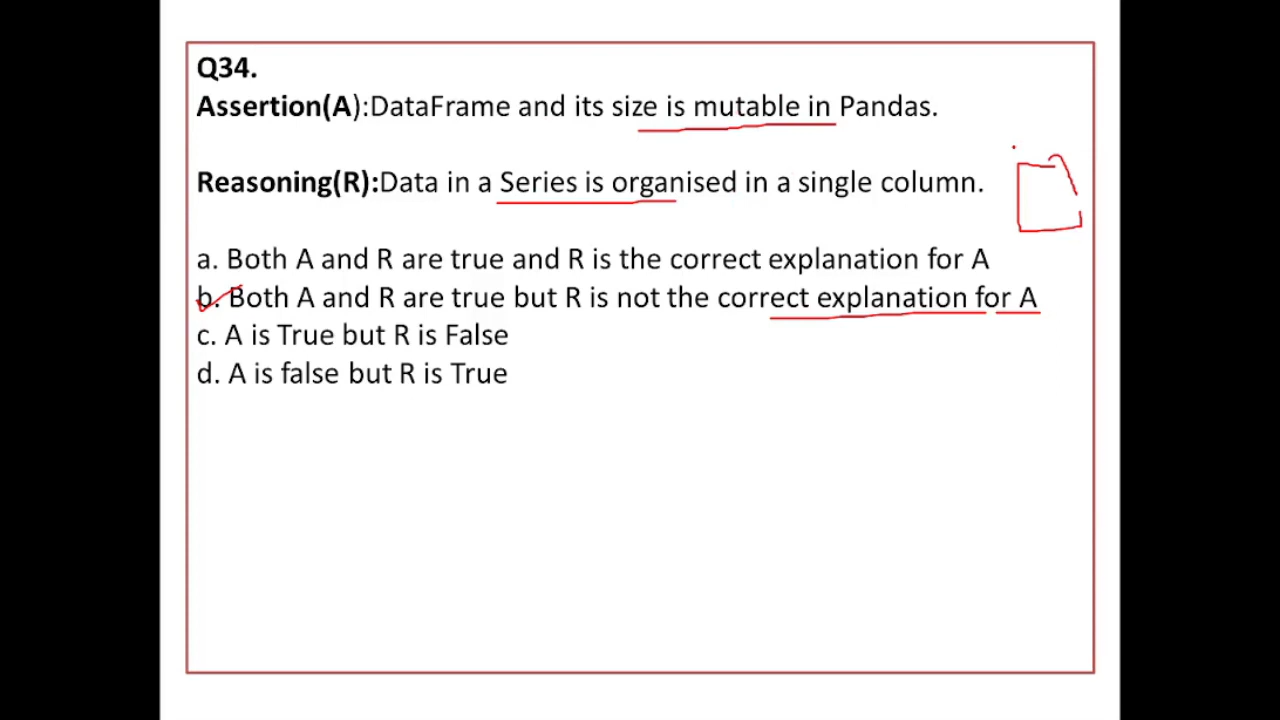 Q34.
Assertion(A):DataFrame and its size is mutable in Pandas.
Reasoning(R):Data in a Series is organised in a single column.
a. Both A and R are true and R is the correct explanation for A
b. Both A and R are true but R is not the correct explanation for A
c. A is True but R is False
d. A is false but R is True